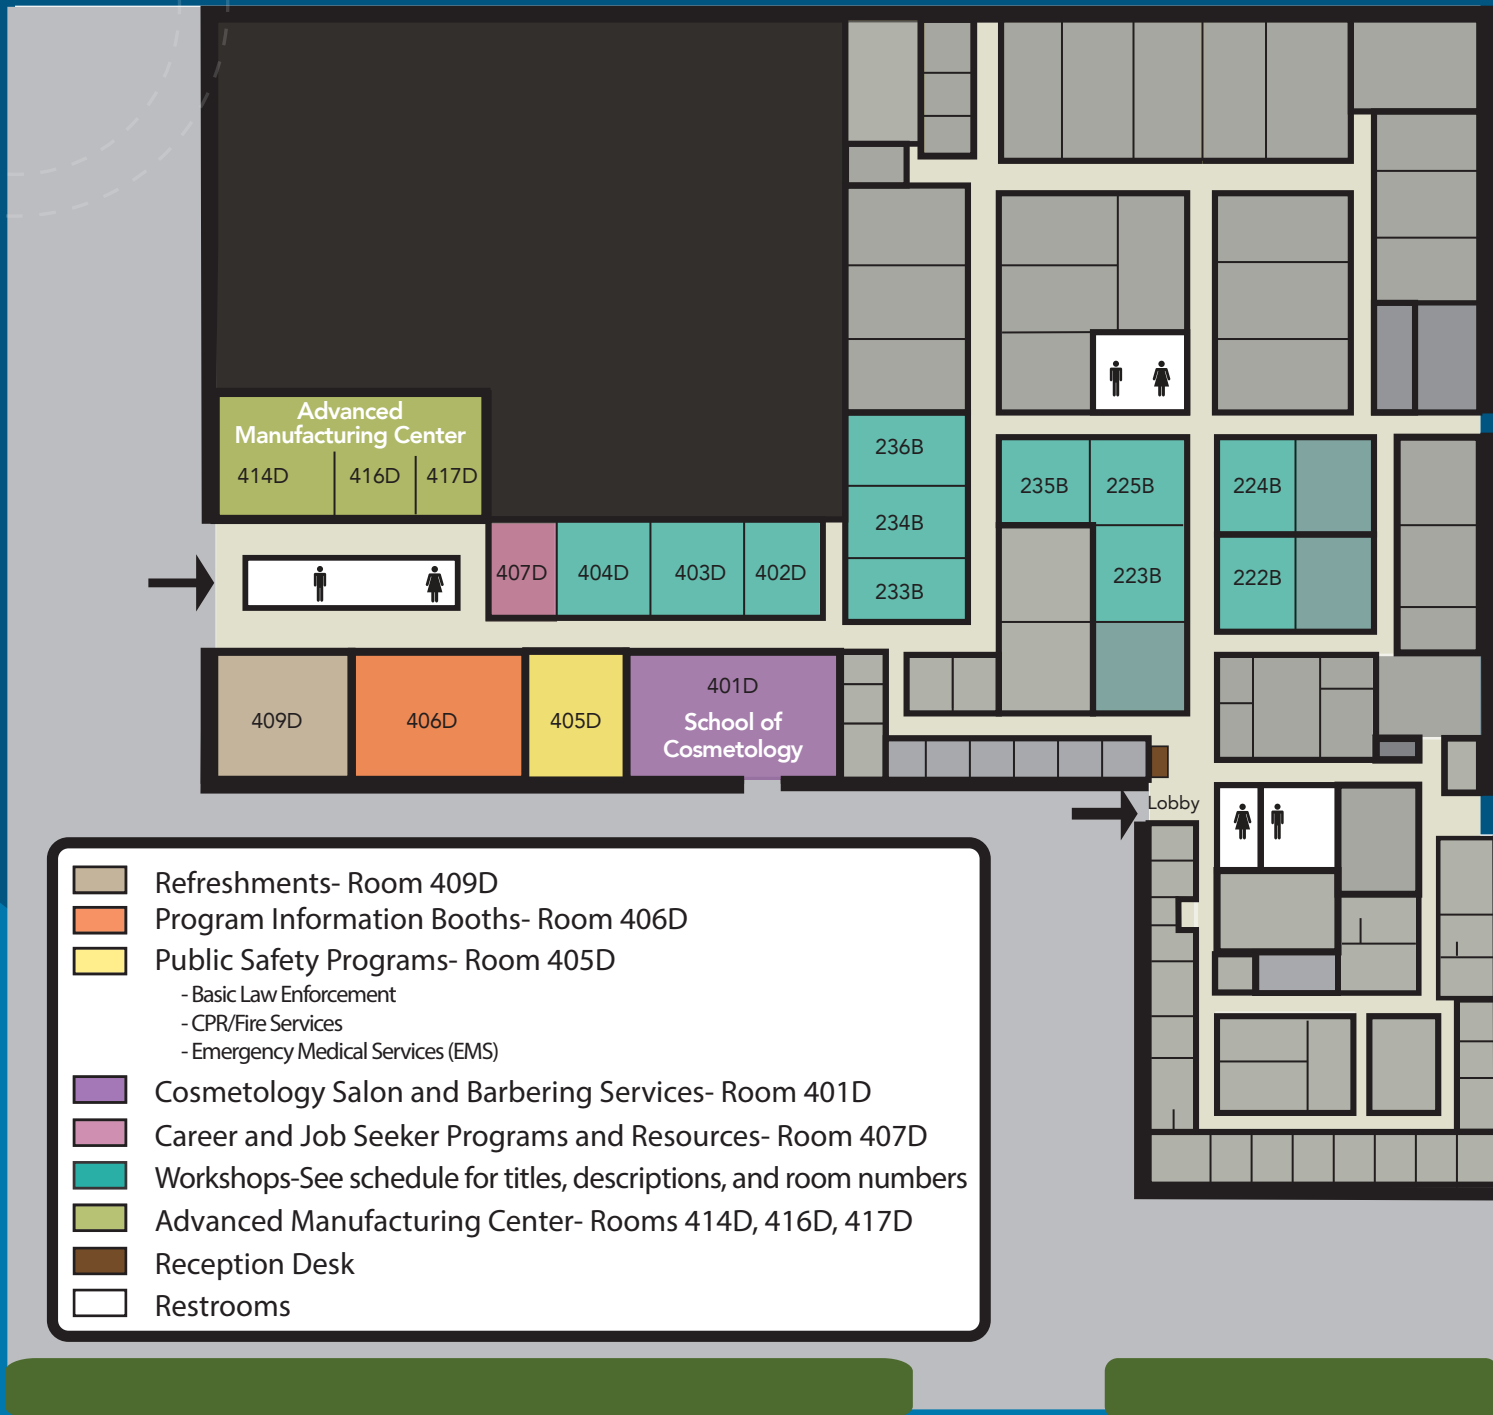 Advanced
Manufacturing Center
414D 416D 417D
236B
234B
233B
235B 225B
223B
224B
222B
407D 404D 403D 402D
409D 406D 405D 401D
School of
Cosmetology
Lobby
Refreshments- Room 409D
Program Information Booths- Room 406D
Public Safety Programs- Room 405D
- Basic Law Enforcement
- CPR/Fire Services
- Emergency Medical Services (EMS)
Cosmetology Salon and Barbering Services- Room 401D
Career and Job Seeker Programs and Resources- Room 407D
Workshops-See schedule for titles, descriptions, and room numbers
Advanced Manufacturing Center- Rooms 414D, 416D, 417D
Reception Desk
Restrooms